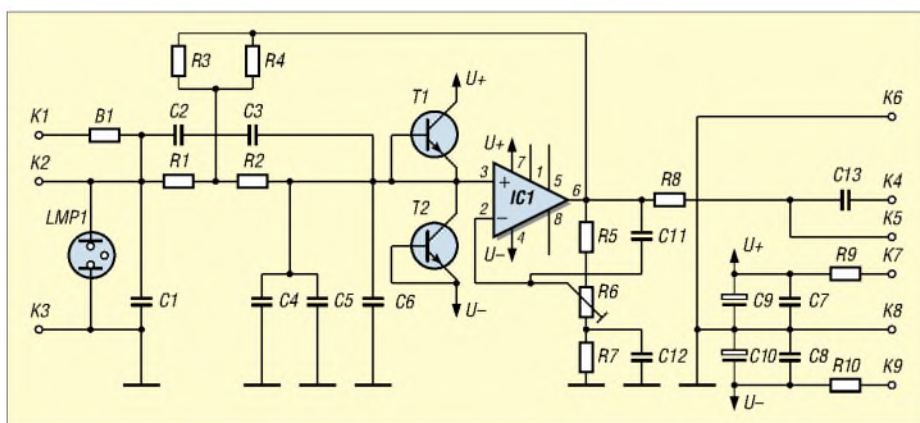 R3
R4
U+
T1
K6
K1
B1
C2
C3
K2
R1
R2
U+
7
1
5
3
+
IC1
6
R8
C13
K4
2
−
8
K5
LMP1
T2
4
U−
R5
C11
U+
R9
K7
K3
C1
C4
C5
C6
R6
C9
C7
K8
U−
R7
C12
C10
C8
R10
K9
U−